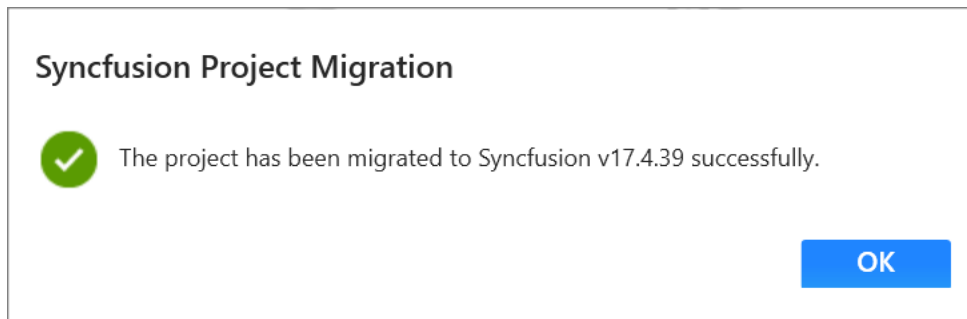 Syncfusion Project Migration
The project has been migrated to Syncfusion v17.4.39 successfully.
OK